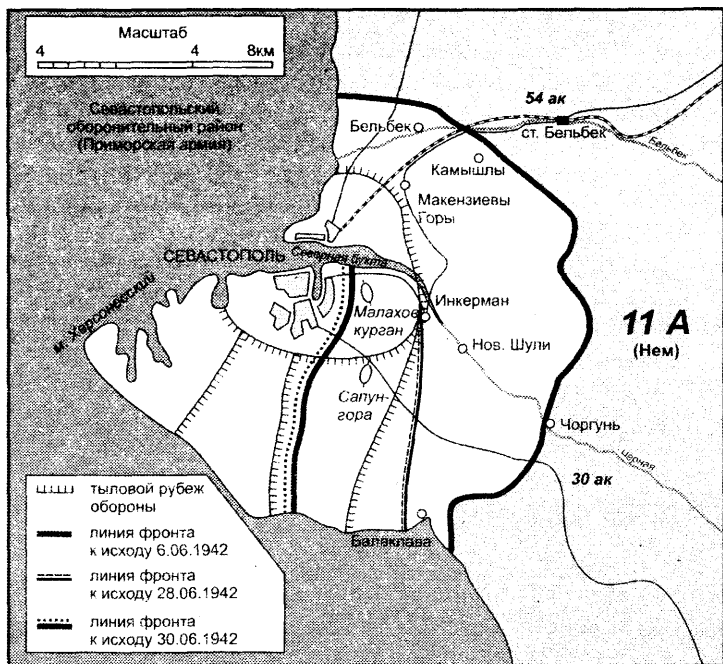 Масштаб
4 4 8км
Севастопольский
оборонительный район
(Приморская армия)
54 ак
ст. Бельбек
Бельбек
Бельбек
Камышлы
Макензиевы
Горы
СЕВАСТОПОЛЬ
Северная бухта
м. Херсонесский
Малахов
курган
Инкерман
11 А
(Нем)
Нов. Шули
Сапун-
гора
Чоргунь
Черная
30 ак
Балаклава
тыловой рубеж
обороны
линия фронта
к исходу 6.06.1942
линия фронта
к исходу 28.06.1942
линия фронта
к исходу 30.06.1942